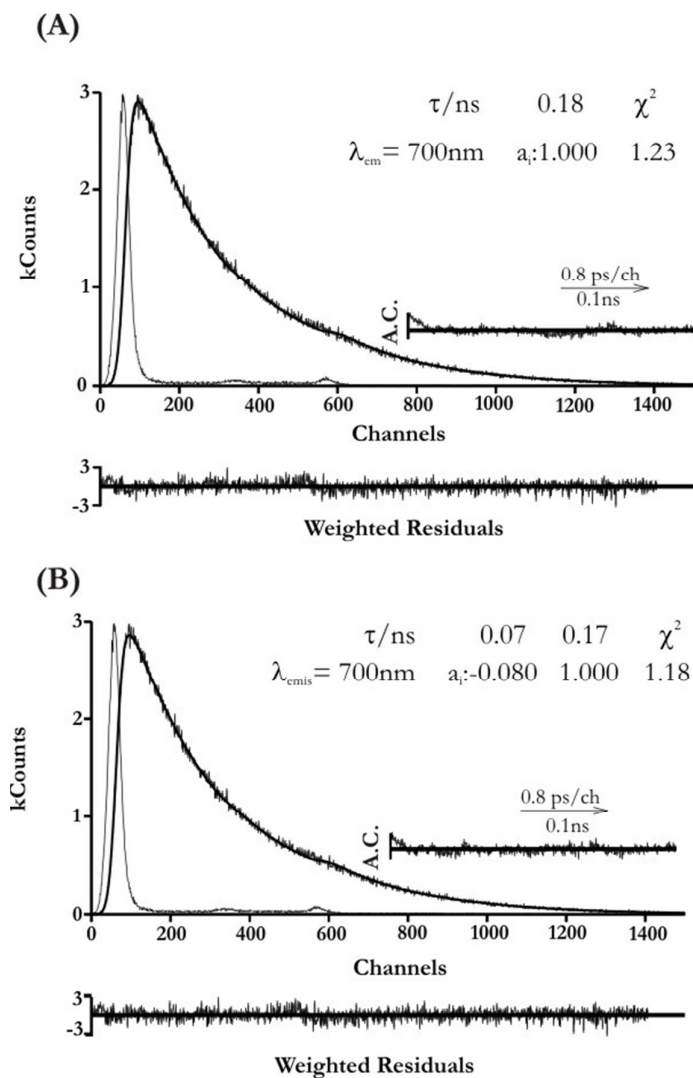 (A)
3
2
1
0
kCounts
τ/ns 0.18 χ²
λem= 700nm ai:1.000 1.23
A.C.
0.8 ps/ch
0.1ns
0 200 400 600 800 1000 1200 1400
Channels
3
-3
Weighted Residuals
(B)
3
2
1
0
kCounts
τ/ns 0.07 0.17 χ²
λemis= 700nm ai:-0.080 1.000 1.18
A.C.
0.8 ps/ch
0.1ns
0 200 400 600 800 1000 1200 1400
Channels
3
-3
Weighted Residuals